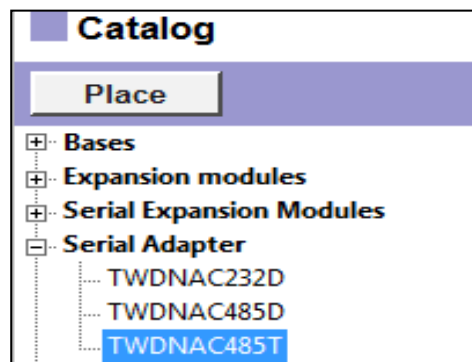 Catalog
Place
Bases
Expansion modules
Serial Expansion Modules
Serial Adapter
TWDNAC232D
TWDNAC485D
TWDNAC485T